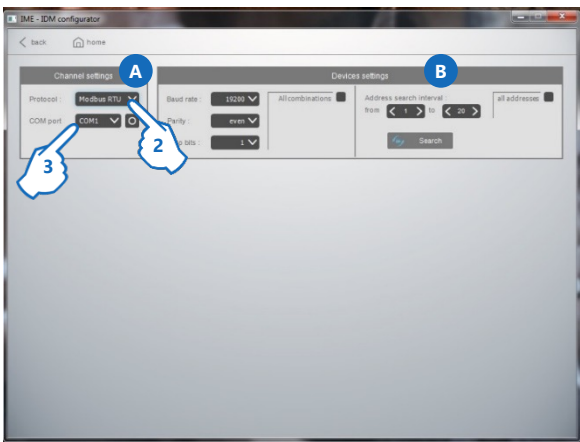 IME - IDM configurator
back home
Channel settings A
Devices settings B
Protocol : Modbus RTU
COM port COM1
2
3
Baud rate : 19200
Parity : even
bits : 1
All combinations
Address search interval
from 1 to 20
all addresses
Search